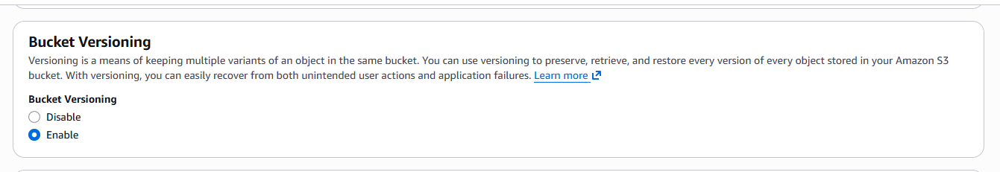 Bucket Versioning
Versioning is a means of keeping multiple variants of an object in the same bucket. You can use versioning to preserve, retrieve, and restore every version of every object stored in your Amazon S3
bucket. With versioning, you can easily recover from both unintended user actions and application failures. Learn more
Bucket Versioning
Disable
Enable